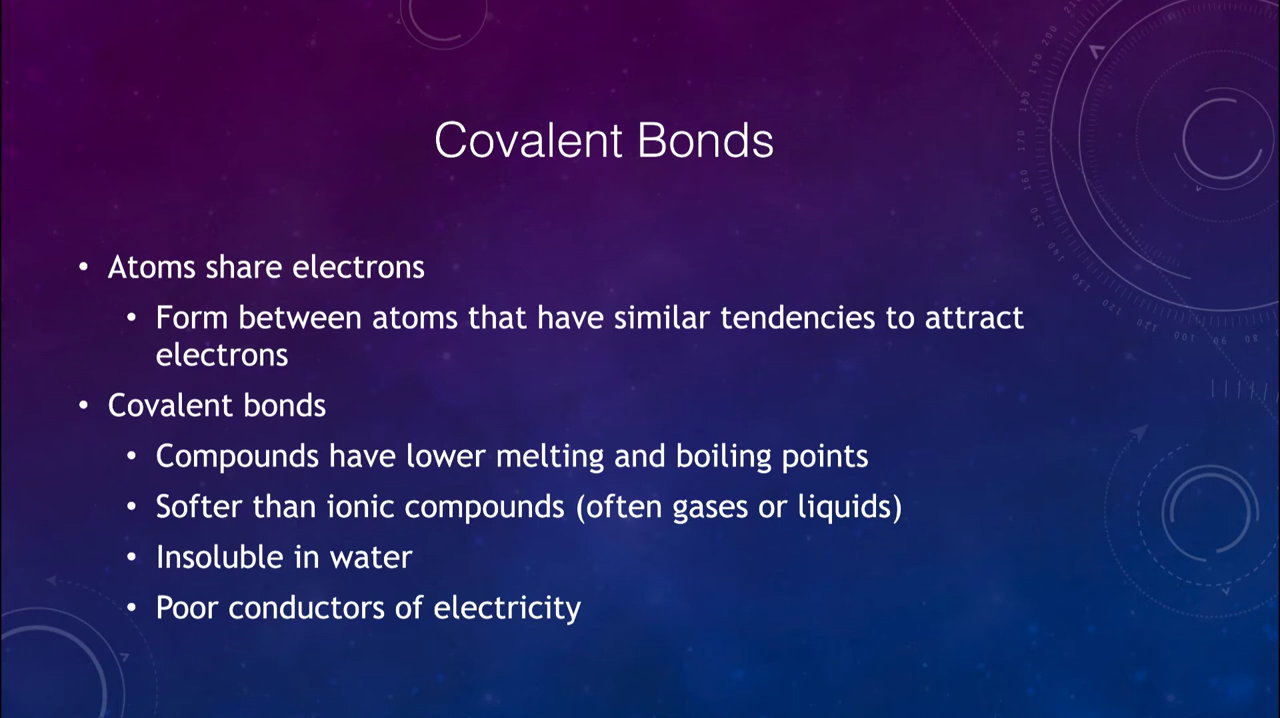 Covalent Bonds
• Atoms share electrons
• Form between atoms that have similar tendencies to attract
electrons
• Covalent bonds
• Compounds have lower melting and boiling points
• Softer than ionic compounds (often gases or liquids)
• Insoluble in water
• Poor conductors of electricity